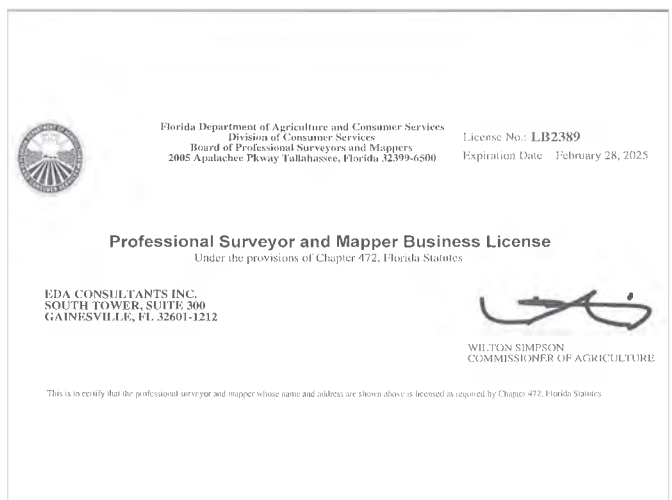 Florida Department of Agriculture and Consumer Services
Division of Consumer Services
Board of Professional Surveyors and Mappers
2005 Apalachee Pkway Tallahassee, Florida 32399-6500
License No.: LB2389
Expiration Date February 28, 2025
Professional Surveyor and Mapper Business License
Under the provisions of Chapter 472, Florida Statutes
EDA CONSULTANTS INC.
SOUTH TOWER, SUITE 300
GAINESVILLE, FL 32601-1212
WILTON SIMPSON
COMMISSIONER OF AGRICULTURE
This is to certify that the professional surveyor and mapper whose name and address are shown above is licensed as required by Chapter 472, Florida Statutes